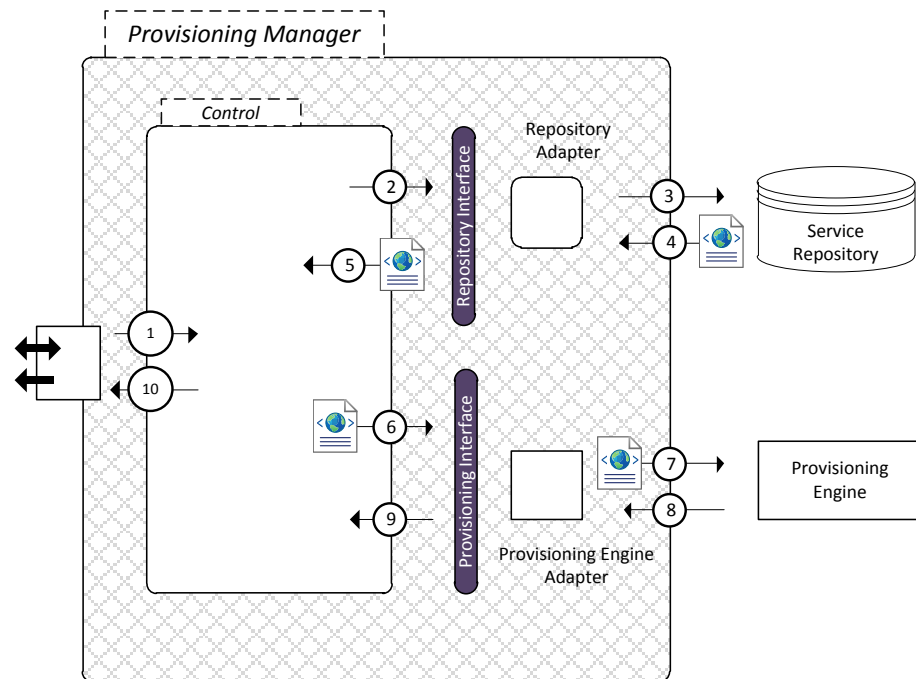 Provisioning Manager
Control
Repository
Adapter
Repository Interface
2
3
4
5
Service
Repository
1
10
6
Provisioning Interface
7
8
9
Provisioning
Engine
Provisioning Engine
Adapter